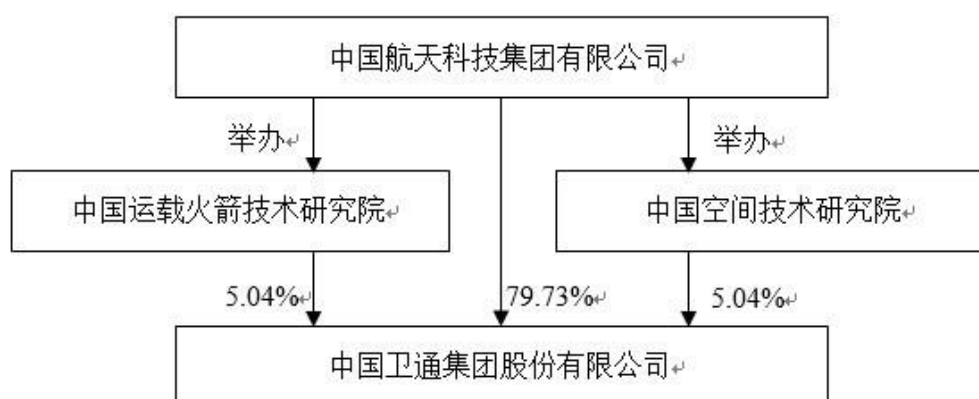 中国航天科技集团有限公司
举办
举办
中国运载火箭技术研究院
中国空间技术研究院
5.04%
79.73%
5.04%
中国卫通集团股份有限公司